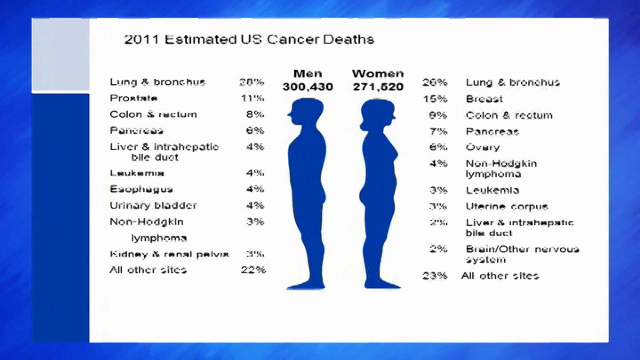 2011 Estimated US Cancer Deaths
Men
300,430
Women
271,520
Lung & bronchus 28%
Prostate 11%
Colon & rectum 8%
Pancreas 6%
Liver & intrahepatic
bile duct 4%
Leukemia 4%
Esophagus 4%
Urinary bladder 4%
Non-Hodgkin 3%
lymphoma
Kidney & renal pelvis 3%
All other sites 22%
26% Lung & bronchus
15% Breast
9% Colon & rectum
7% Pancreas
6% Ovary
4% Non-Hodgkin
lymphoma
3% Leukemia
3% Uterine corpus
2% Liver & intrahepatic
bile duct
2% Brain/Other nervous
system
23% All other sites